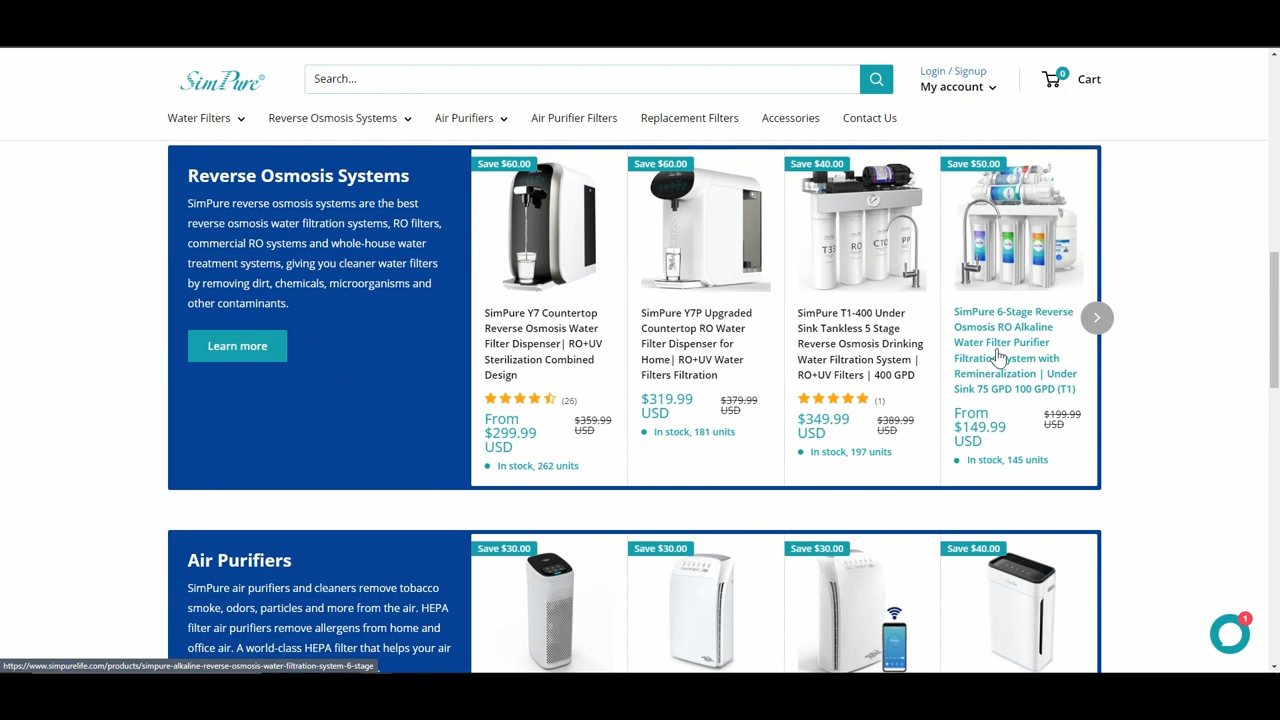 SimPure®
Search...
Login / Signup
My account
0
Cart
Water Filters
Reverse Osmosis Systems
Air Purifiers
Air Purifier Filters
Replacement Filters
Accessories
Contact Us
Reverse Osmosis Systems
SimPure reverse osmosis systems are the best
reverse osmosis water filtration systems, RO filters,
commercial RO systems and whole-house water
treatment systems, giving you cleaner water filters
by removing dirt, chemicals, microorganisms and
other contaminants.
Learn more
Save $60.00
SimPure Y7 Countertop
Reverse Osmosis Water
Filter Dispenser| RO+UV
Sterilization Combined
Design
(26)
From
$299.99
USD
$359.99
USD
In stock, 262 units
Save $60.00
SimPure Y7P Upgraded
Countertop RO Water
Filter Dispenser for
Home| RO+UV Water
Filters Filtration
$319.99
USD
$379.99
USD
In stock, 181 units
Save $40.00
T33
RO
CTO
PP
SimPure T1-400 Under
Sink Tankless 5 Stage
Reverse Osmosis Drinking
Water Filtration System |
RO+UV Filters | 400 GPD
(1)
$349.99
USD
$389.99
USD
In stock, 197 units
Save $50.00
SimPure 6-Stage Reverse
Osmosis RO Alkaline
Water Filter Purifier
Filtration System with
Remineralization | Under
Sink 75 GPD 100 GPD (T1)
From
$149.99
USD
$199.99
USD
In stock, 145 units
Air Purifiers
SimPure air purifiers and cleaners remove tobacco
smoke, odors, particles and more from the air. HEPA
filter air purifiers remove allergens from home and
office air. A world-class HEPA filter that helps your air
Save $30.00
Save $30.00
Save $30.00
Save $40.00
1
https://www.simpurelife.com/products/simpure-alkaline-reverse-osmosis-water-filtration-system-6-stage